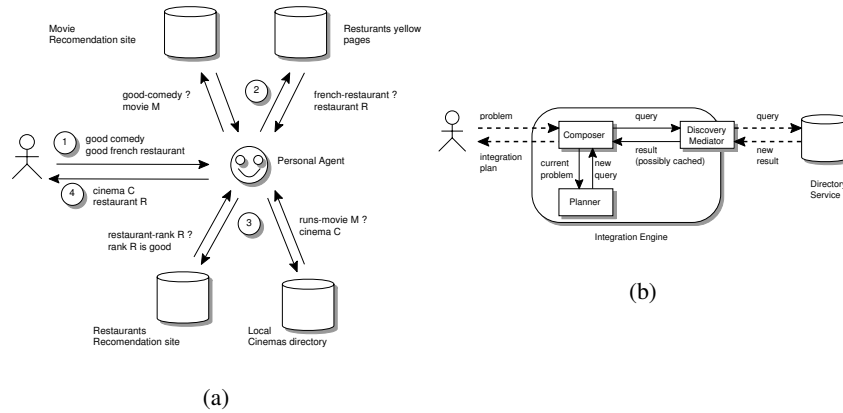 Movie
Recomendation site
Resturants yellow
pages
good-comedy ?
movie M
2
french-restaurant ?
restaurant R
1
good comedy
good french restaurant
Personal Agent
4
cinema C
restaurant R
restaurant-rank R ?
rank R is good
3
runs-movie M ?
cinema C
Restaurants
Recomendation site
Local
Cinemas directory
(a)
problem
integration
plan
Composer
query
result
(possibly cached)
Discovery
Mediator
query
new
result
current
problem
new
query
Planner
Directory
Service
Integration Engine
(b)